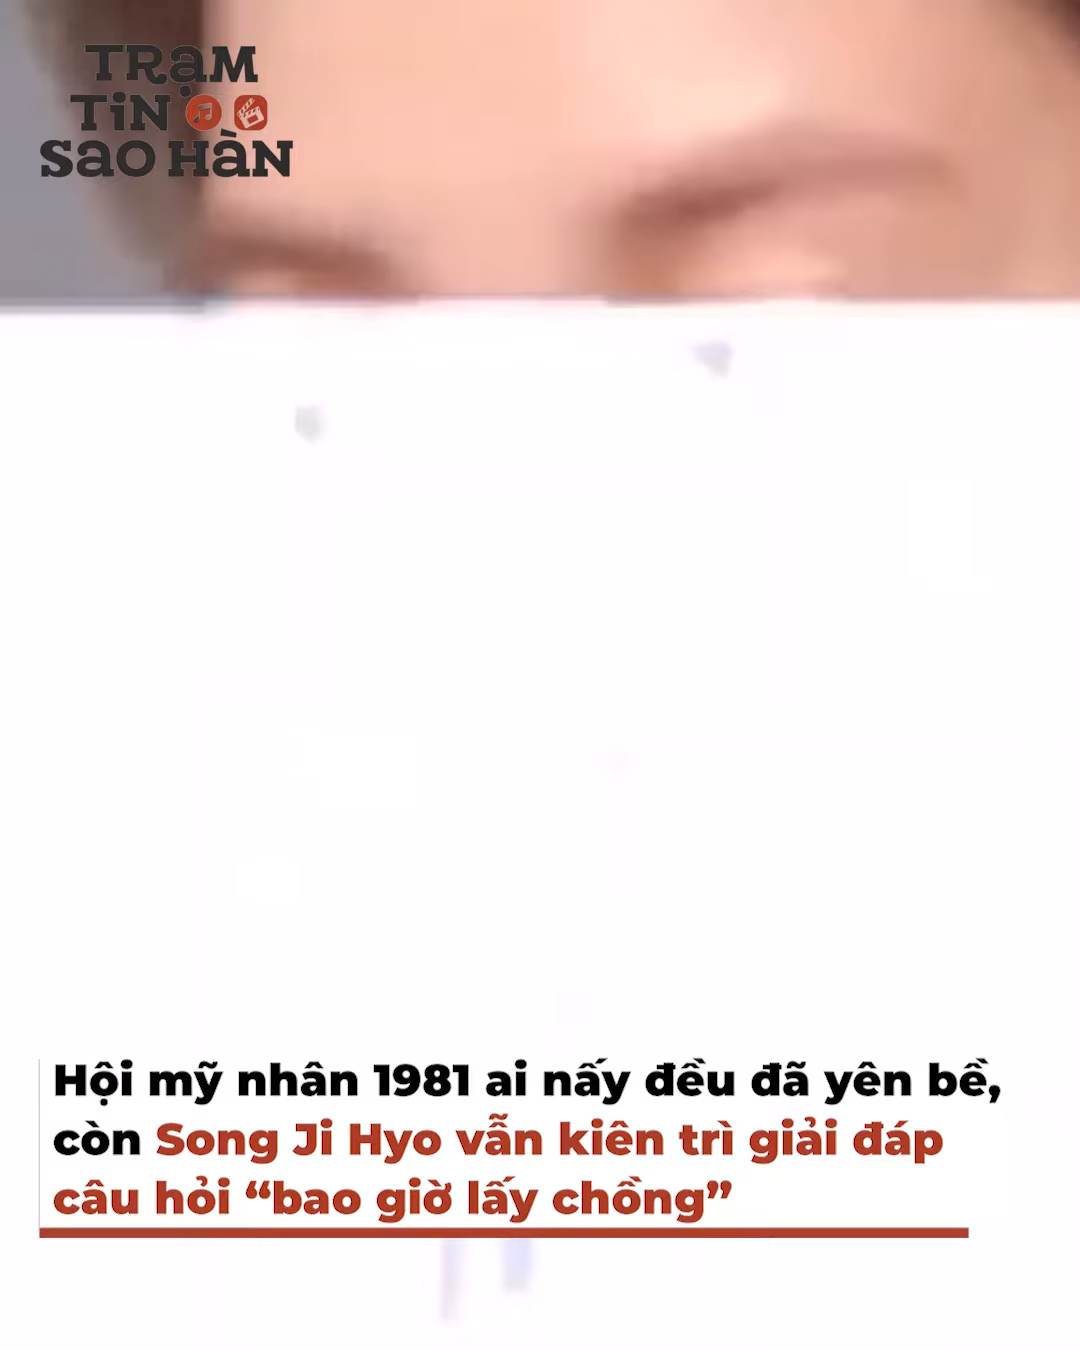 TRẠM
TiN
SaO HàN
Hội mỹ nhân 1981 ai nấy đều đã yên bề,
còn Song Ji Hyo vẫn kiên trì giải đáp
câu hỏi “bao giờ lấy chồng”